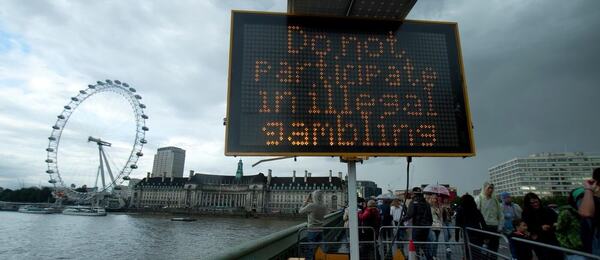 Do not
participate
in illegal
gambling